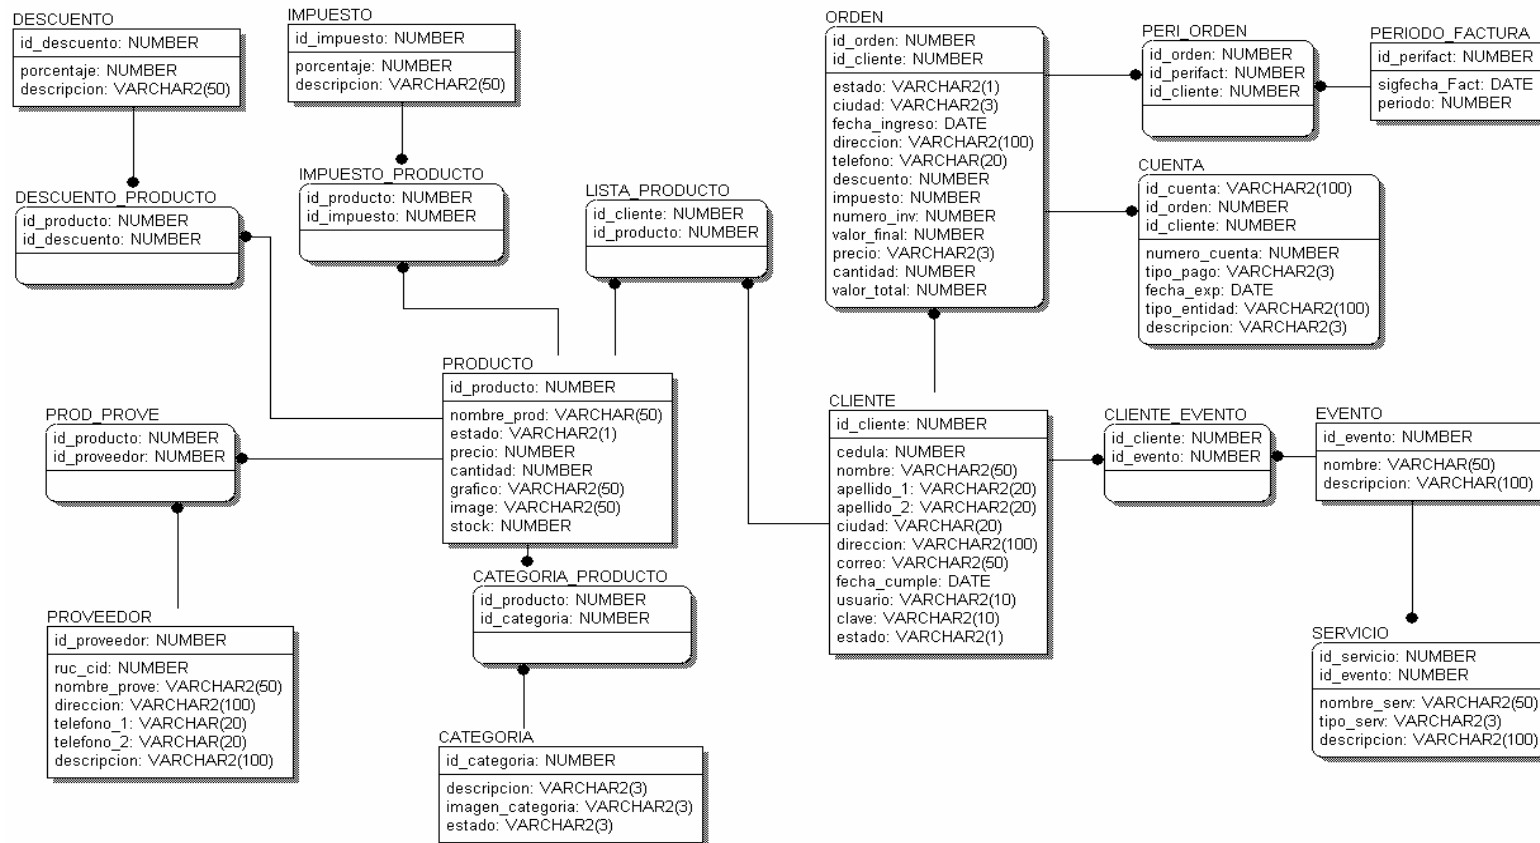 DESCUENTO
id_descuento: NUMBER
porcentaje: NUMBER
descripcion: VARCHAR2(50)
IMPUESTO
id_impuesto: NUMBER
porcentaje: NUMBER
descripcion: VARCHAR2(50)
ORDEN
id_orden: NUMBER
id_cliente: NUMBER
estado: VARCHAR2(1)
ciudad: VARCHAR2(3)
fecha_ingreso: DATE
direccion: VARCHAR2(100)
telefono: VARCHAR(20)
descuento: NUMBER
impuesto: NUMBER
numero_inv: NUMBER
valor_final: NUMBER
precio: VARCHAR2(3)
cantidad: NUMBER
valor_total: NUMBER
PERI_ORDEN
id_orden: NUMBER
id_perifact: NUMBER
id_cliente: NUMBER
PERIODO_FACTURA
id_perifact: NUMBER
sigfecha_Fact: DATE
periodo: NUMBER
DESCUENTO_PRODUCTO
id_producto: NUMBER
id_descuento: NUMBER
IMPUESTO_PRODUCTO
id_producto: NUMBER
id_impuesto: NUMBER
LISTA_PRODUCTO
id_cliente: NUMBER
id_producto: NUMBER
CUENTA
id_cuenta: VARCHAR2(100)
id_orden: NUMBER
id_cliente: NUMBER
numero_cuenta: NUMBER
tipo_pago: VARCHAR2(3)
fecha_exp: DATE
tipo_entidad: VARCHAR2(100)
descripcion: VARCHAR2(3)
PRODUCTO
id_producto: NUMBER
nombre_prod: VARCHAR(50)
estado: VARCHAR2(1)
precio: NUMBER
cantidad: NUMBER
grafico: VARCHAR2(50)
image: VARCHAR2(50)
stock: NUMBER
PROD_PROVE
id_producto: NUMBER
id_proveedor: NUMBER
CLIENTE
id_cliente: NUMBER
cedula: NUMBER
nombre: VARCHAR2(50)
apellido_1: VARCHAR2(20)
apellido_2: VARCHAR2(20)
ciudad: VARCHAR(20)
direccion: VARCHAR2(100)
correo: VARCHAR2(50)
fecha_cumple: DATE
usuario: VARCHAR2(10)
clave: VARCHAR2(10)
estado: VARCHAR2(1)
CLIENTE_EVENTO
id_cliente: NUMBER
id_evento: NUMBER
EVENTO
id_evento: NUMBER
nombre: VARCHAR(50)
descripcion: VARCHAR(100)
CATEGORIA_PRODUCTO
id_producto: NUMBER
id_categoria: NUMBER
PROVEEDOR
id_proveedor: NUMBER
ruc_cid: NUMBER
nombre_prove: VARCHAR2(50)
direccion: VARCHAR2(100)
telefono_1: VARCHAR(20)
telefono_2: VARCHAR(20)
descripcion: VARCHAR2(100)
SERVICIO
id_servicio: NUMBER
id_evento: NUMBER
nombre_serv: VARCHAR2(50)
tipo_serv: VARCHAR2(3)
descripcion: VARCHAR2(100)
CATEGORIA
id_categoria: NUMBER
descripcion: VARCHAR2(3)
imagen_categoria: VARCHAR2(3)
estado: VARCHAR2(3)